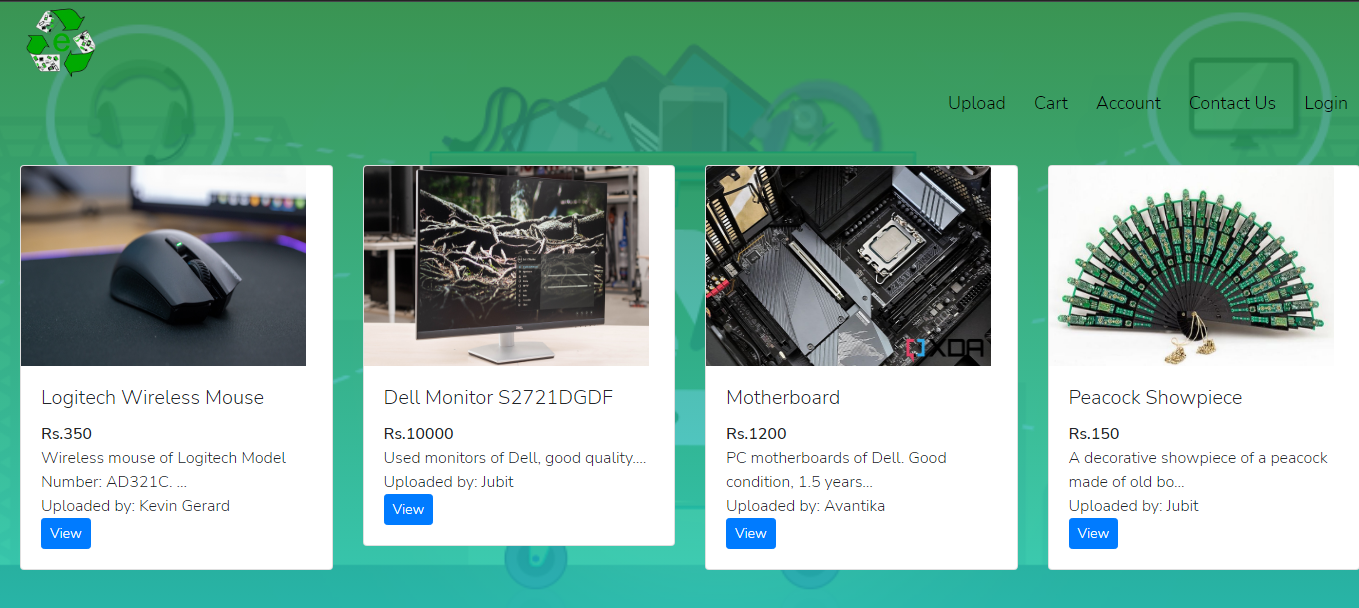 e
Upload Cart Account Contact Us Login
XDA
Logitech Wireless Mouse
Rs.350
Wireless mouse of Logitech Model
Number: AD321C. ...
Uploaded by: Kevin Gerard
View
Dell Monitor S2721DGDF
Rs.10000
Used monitors of Dell, good quality....
Uploaded by: Jubit
View
Motherboard
Rs.1200
PC motherboards of Dell. Good
condition, 1.5 years...
Uploaded by: Avantika
View
Peacock Showpiece
Rs.150
A decorative showpiece of a peacock
made of old bo...
Uploaded by: Jubit
View